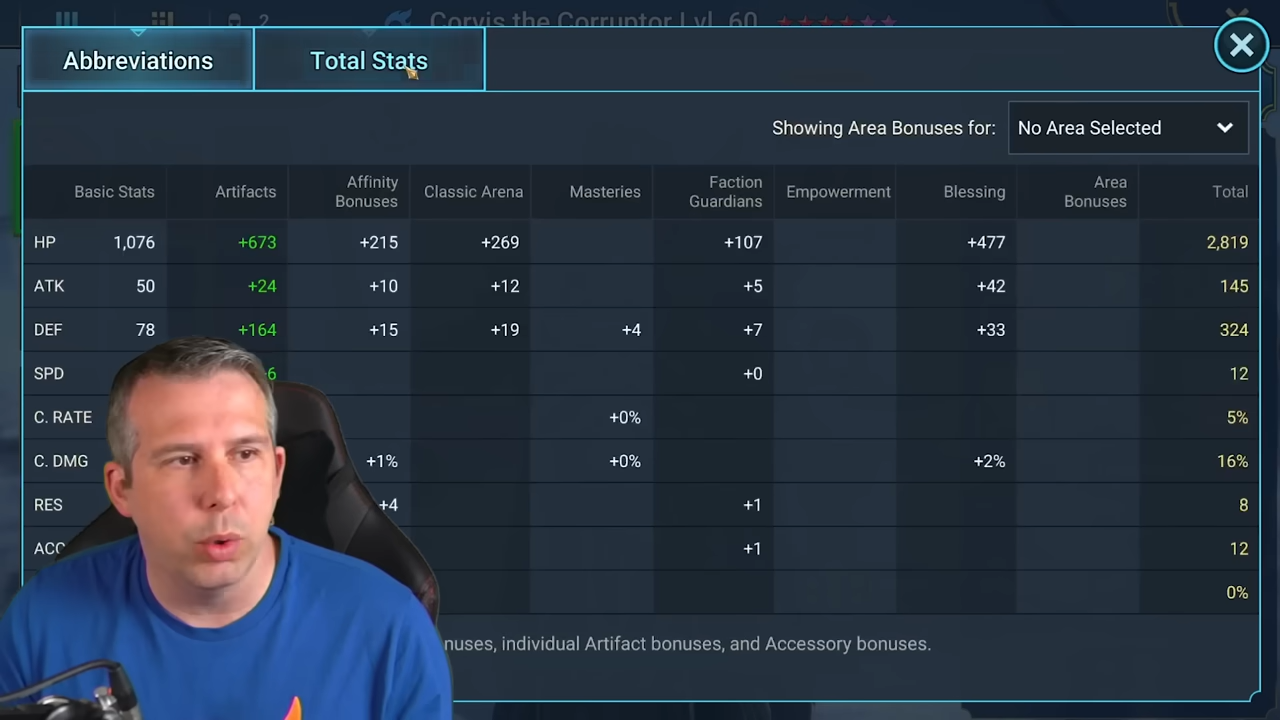 2 Corvis the Corruptor Lvl. 60
Abbreviations Total Stats
Showing Area Bonuses for: No Area Selected
Basic Stats Artifacts Affinity Bonuses Classic Arena Masteries Faction Guardians Empowerment Blessing Area Bonuses Total
HP 1,076 +673 +215 +269 +107 +477 2,819
ATK 50 +24 +10 +12 +5 +42 145
DEF 78 +164 +15 +19 +4 +7 +33 324
SPD 6 +0 12
C. RATE +0% 5%
C. DMG +1% +0% +2% 16%
RES +4 +1 8
ACC +1 12
0%
nuses, individual Artifact bonuses, and Accessory bonuses.